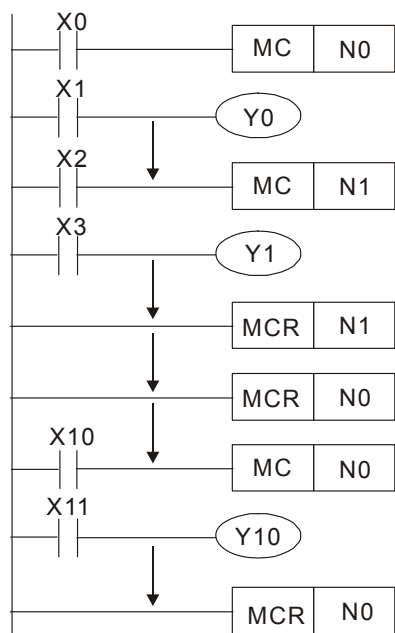 X0
MC N0
X1
Y0
X2
MC N1
X3
Y1
MCR N1
MCR N0
X10
MC N0
X11
Y10
MCR N0